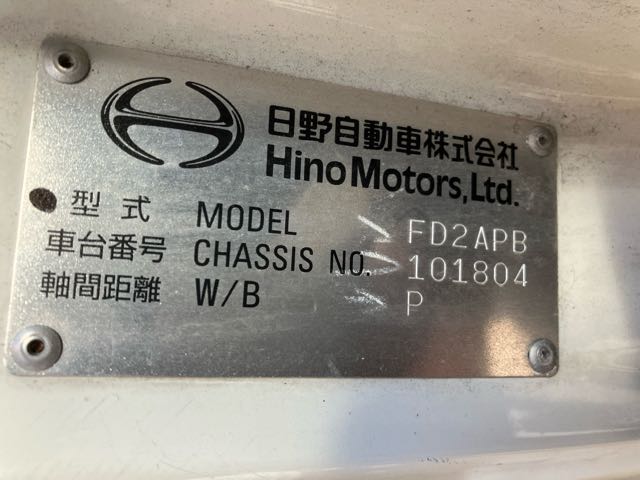 日野自動車株式会社
Hino Motors, Ltd.
型式 MODEL FD2APB
車台番号 CHASSIS NO. 101804
軸間距離 W/B P